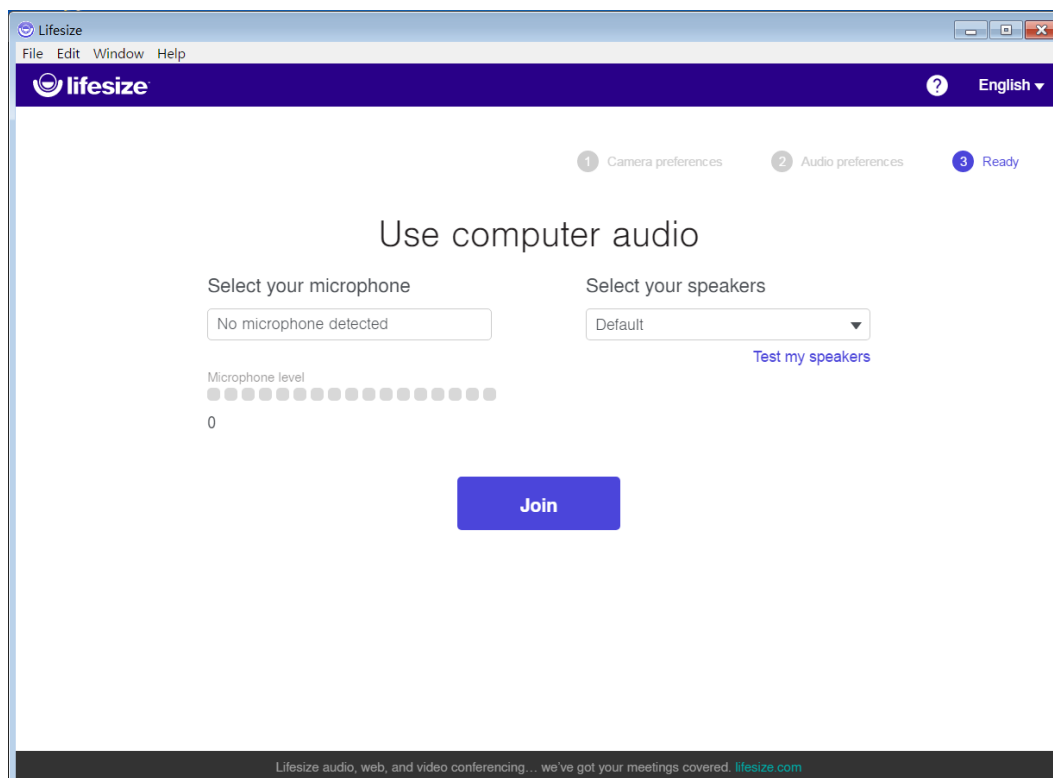 Lifesize
File Edit Window Help
lifesize
? English
1 Camera preferences 2 Audio preferences 3 Ready
Use computer audio
Select your microphone Select your speakers
No microphone detected Default
Test my speakers
Microphone level
0
Join
Lifesize audio, web, and video conferencing... we've got your meetings covered. lifesize.com